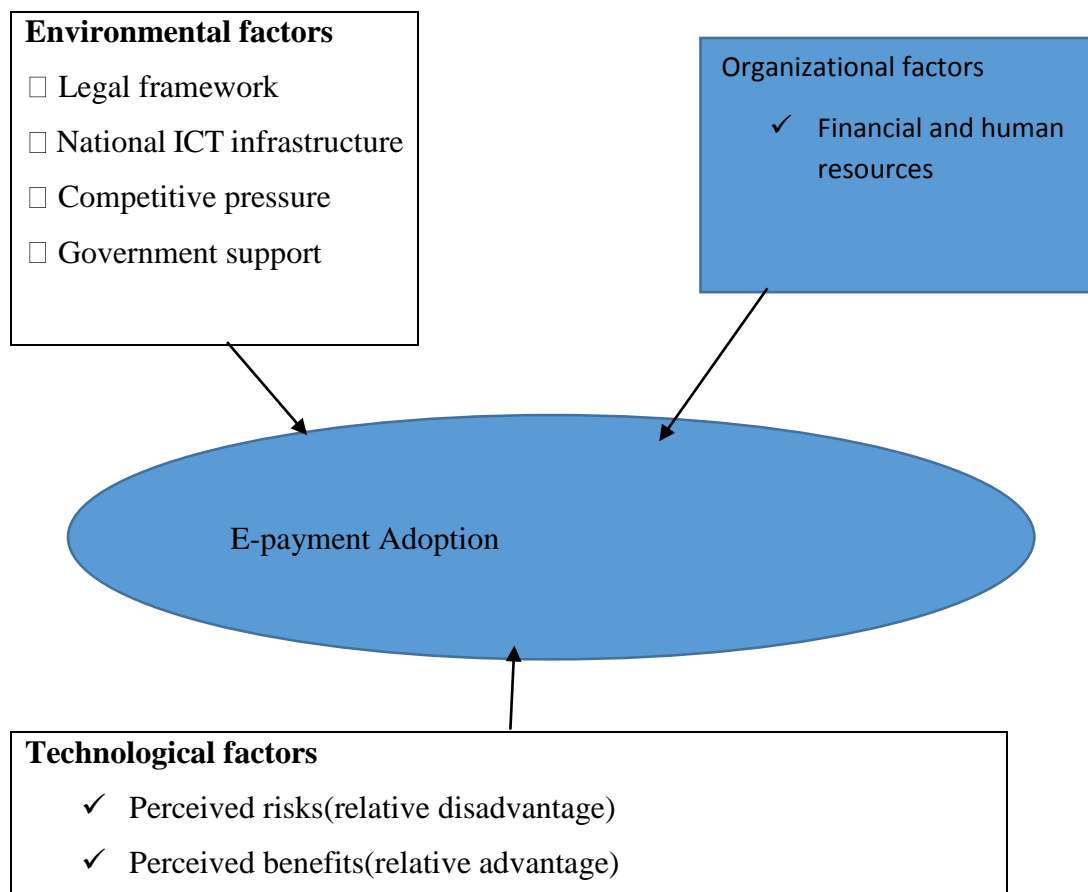 Environmental factors
□ Legal framework
□ National ICT infrastructure
□ Competitive pressure
□ Government support
Organizational factors
✓ Financial and human
resources
E-payment Adoption
Technological factors
✓ Perceived risks(relative disadvantage)
✓ Perceived benefits(relative advantage)